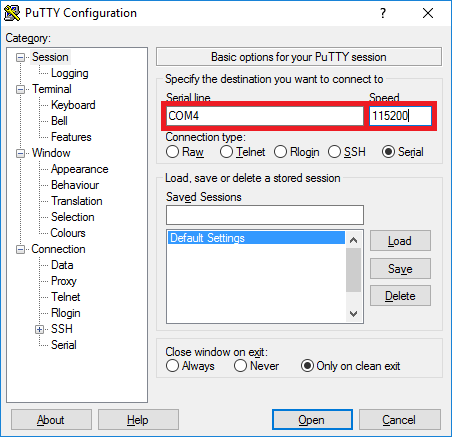 PuTTY Configuration
?
Category:
Session
Logging
Terminal
Keyboard
Bell
Features
Window
Appearance
Behaviour
Translation
Selection
Colours
Connection
Data
Proxy
Telnet
Rlogin
SSH
Serial
Basic options for your PuTTY session
Specify the destination you want to connect to
Serial line Speed
COM4 115200
Connection type:
Raw Telnet Rlogin SSH Serial
Load, save or delete a stored session
Saved Sessions
Default Settings
Load
Save
Delete
Close window on exit:
Always Never Only on clean exit
About Help Open Cancel